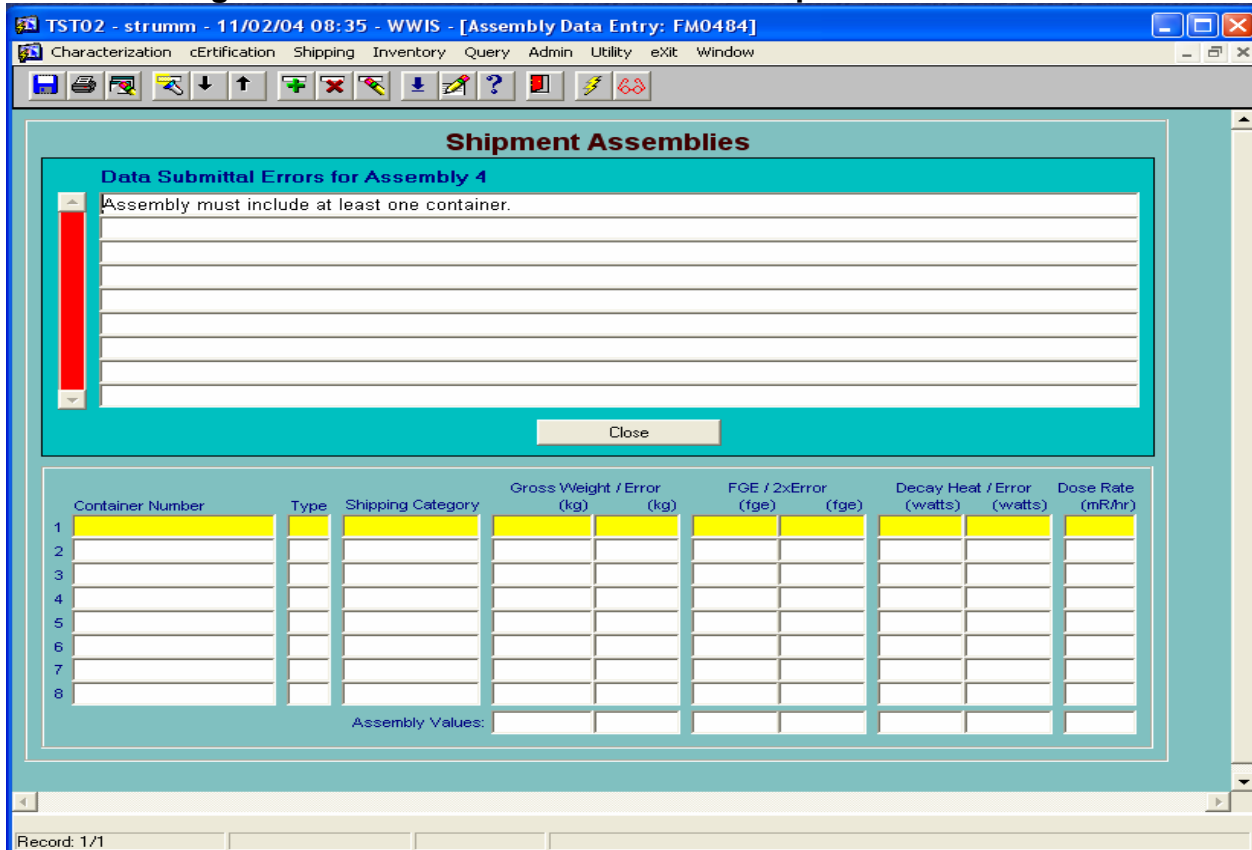 TST02 - strumm - 11/02/04 08:35 - WWIS - [Assembly Data Entry: FM0484]
Characterization cErtification Shipping Inventory Query Admin Utility eXit Window
Shipment Assemblies
Data Submittal Errors for Assembly 4
Assembly must include at least one container.
Close
Gross Weight / Error FGE / 2xError Decay Heat / Error Dose Rate
Container Number Type Shipping Category (kg) (kg) (fge) (fge) (watts) (watts) (mR/hr)
1
2
3
4
5
6
7
8
Assembly Values:
Record: 1/1